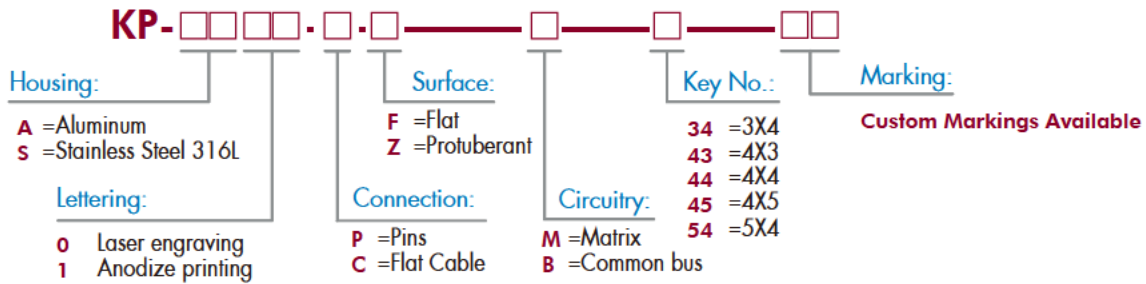 KP-
Housing:
A =Aluminum
S =Stainless Steel 316L
Lettering:
0 Laser engraving
1 Anodize printing
Surface:
F =Flat
Z =Protuberant
Connection:
P =Pins
C =Flat Cable
Circuitry:
M =Matrix
B =Common bus
Key No.:
34 =3X4
43 =4X3
44 =4X4
45 =4X5
54 =5X4
Marking:
Custom Markings Available